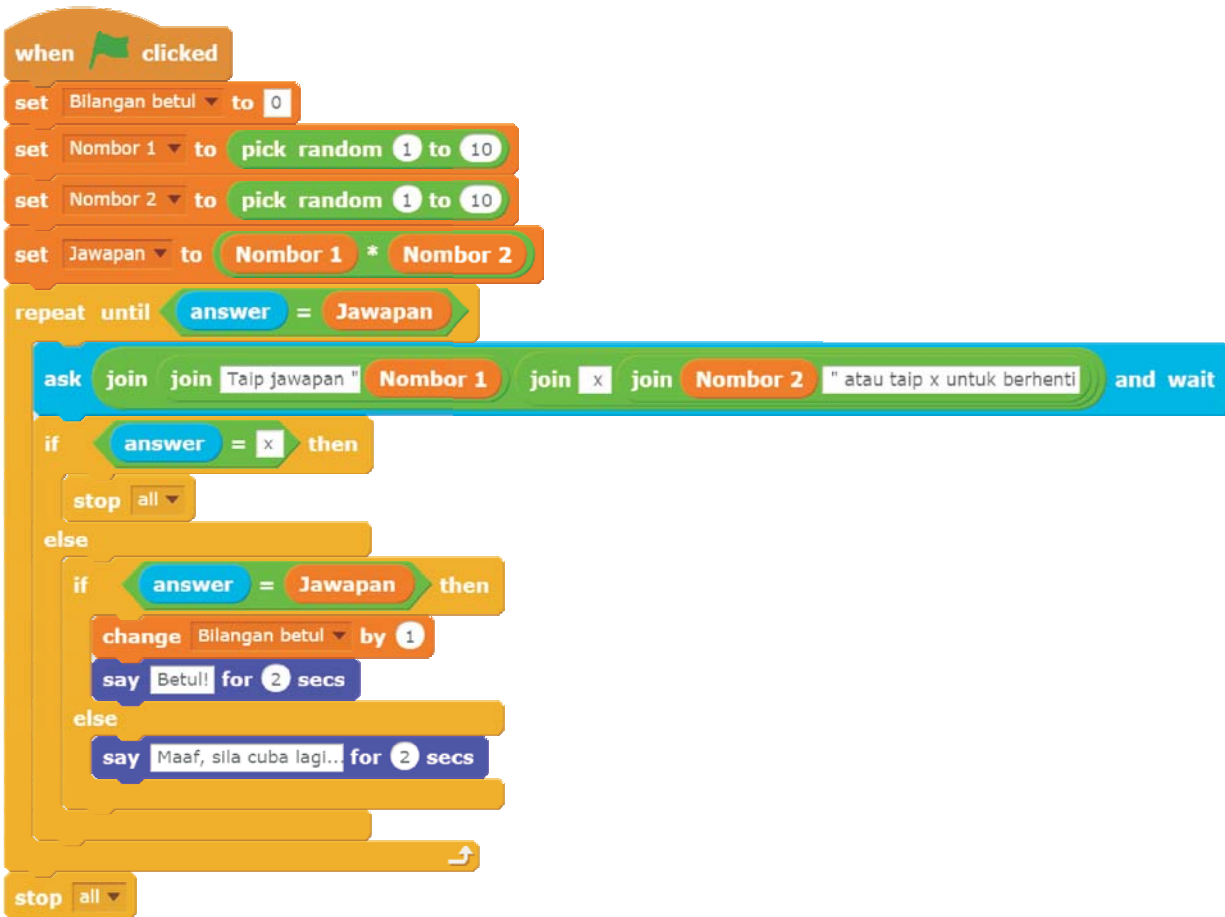 when clicked
set Bilangan betul to 0
set Nombor 1 to pick random 1 to 10
set Nombor 2 to pick random 1 to 10
set Jawapan to Nombor 1 * Nombor 2
repeat until answer = Jawapan
ask join join Taip jawapan " Nombor 1 join x join Nombor 2 " atau taip x untuk berhenti and wait
if answer = x then
stop all
else
if answer = Jawapan then
change Bilangan betul by 1
say Betul! for 2 secs
else
say Maaf, sila cuba lagi... for 2 secs
stop all